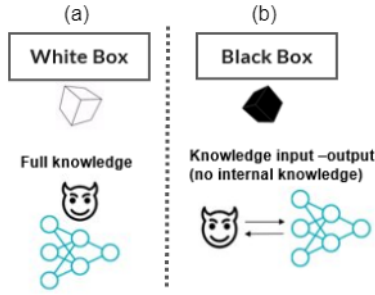 (a)
White Box
Full knowledge
(b)
Black Box
Knowledge input –output
(no internal knowledge)